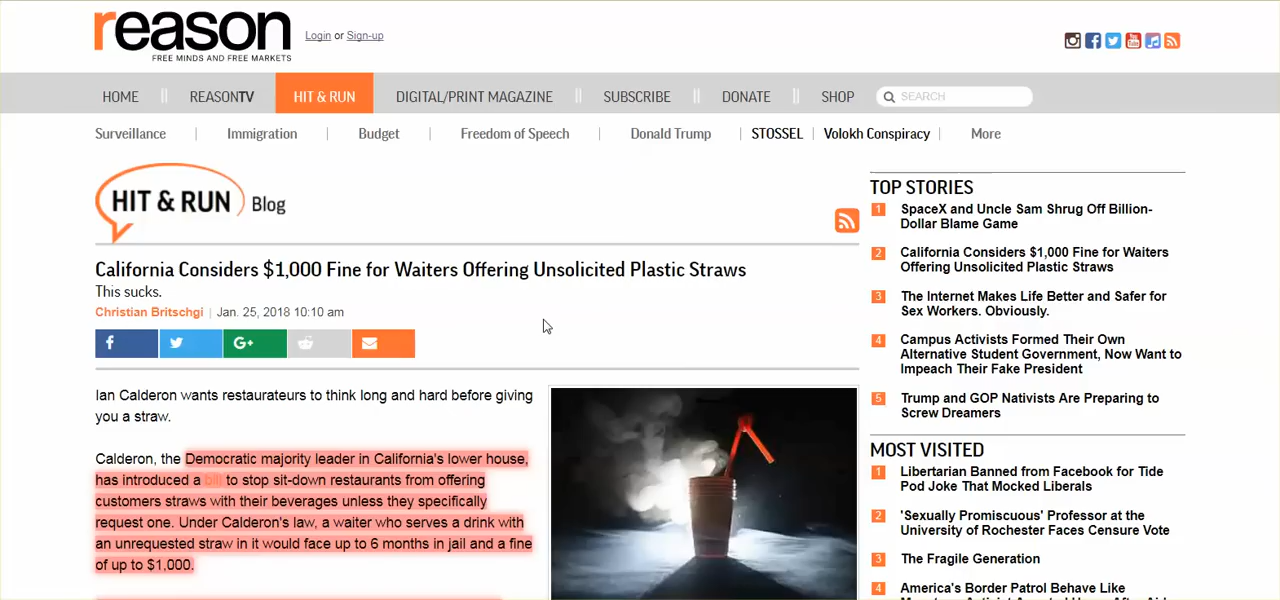 reason
FREE MINDS AND FREE MARKETS
Login or Sign-up
HOME
REASONTV
HIT & RUN
DIGITAL/PRINT MAGAZINE
SUBSCRIBE
DONATE
SHOP
SEARCH
Surveillance
Immigration
Budget
Freedom of Speech
Donald Trump
STOSSEL
Volokh Conspiracy
More
HIT & RUN Blog
California Considers $1,000 Fine for Waiters Offering Unsolicited Plastic Straws
This sucks.
Christian Britschgi | Jan. 25, 2018 10:10 am
Ian Calderon wants restaurateurs to think long and hard before giving
you a straw.
Calderon, the Democratic majority leader in California's lower house,
has introduced a bill to stop sit-down restaurants from offering
customers straws with their beverages unless they specifically
request one. Under Calderon's law, a waiter who serves a drink with
an unrequested straw in it would face up to 6 months in jail and a fine
of up to $1,000.
TOP STORIES
1 SpaceX and Uncle Sam Shrug Off Billion-
Dollar Blame Game
2 California Considers $1,000 Fine for Waiters
Offering Unsolicited Plastic Straws
3 The Internet Makes Life Better and Safer for
Sex Workers. Obviously.
4 Campus Activists Formed Their Own
Alternative Student Government, Now Want to
Impeach Their Fake President
5 Trump and GOP Nativists Are Preparing to
Screw Dreamers
MOST VISITED
1 Libertarian Banned from Facebook for Tide
Pod Joke That Mocked Liberals
2 'Sexually Promiscuous' Professor at the
University of Rochester Faces Censure Vote
3 The Fragile Generation
4 America's Border Patrol Behave Like